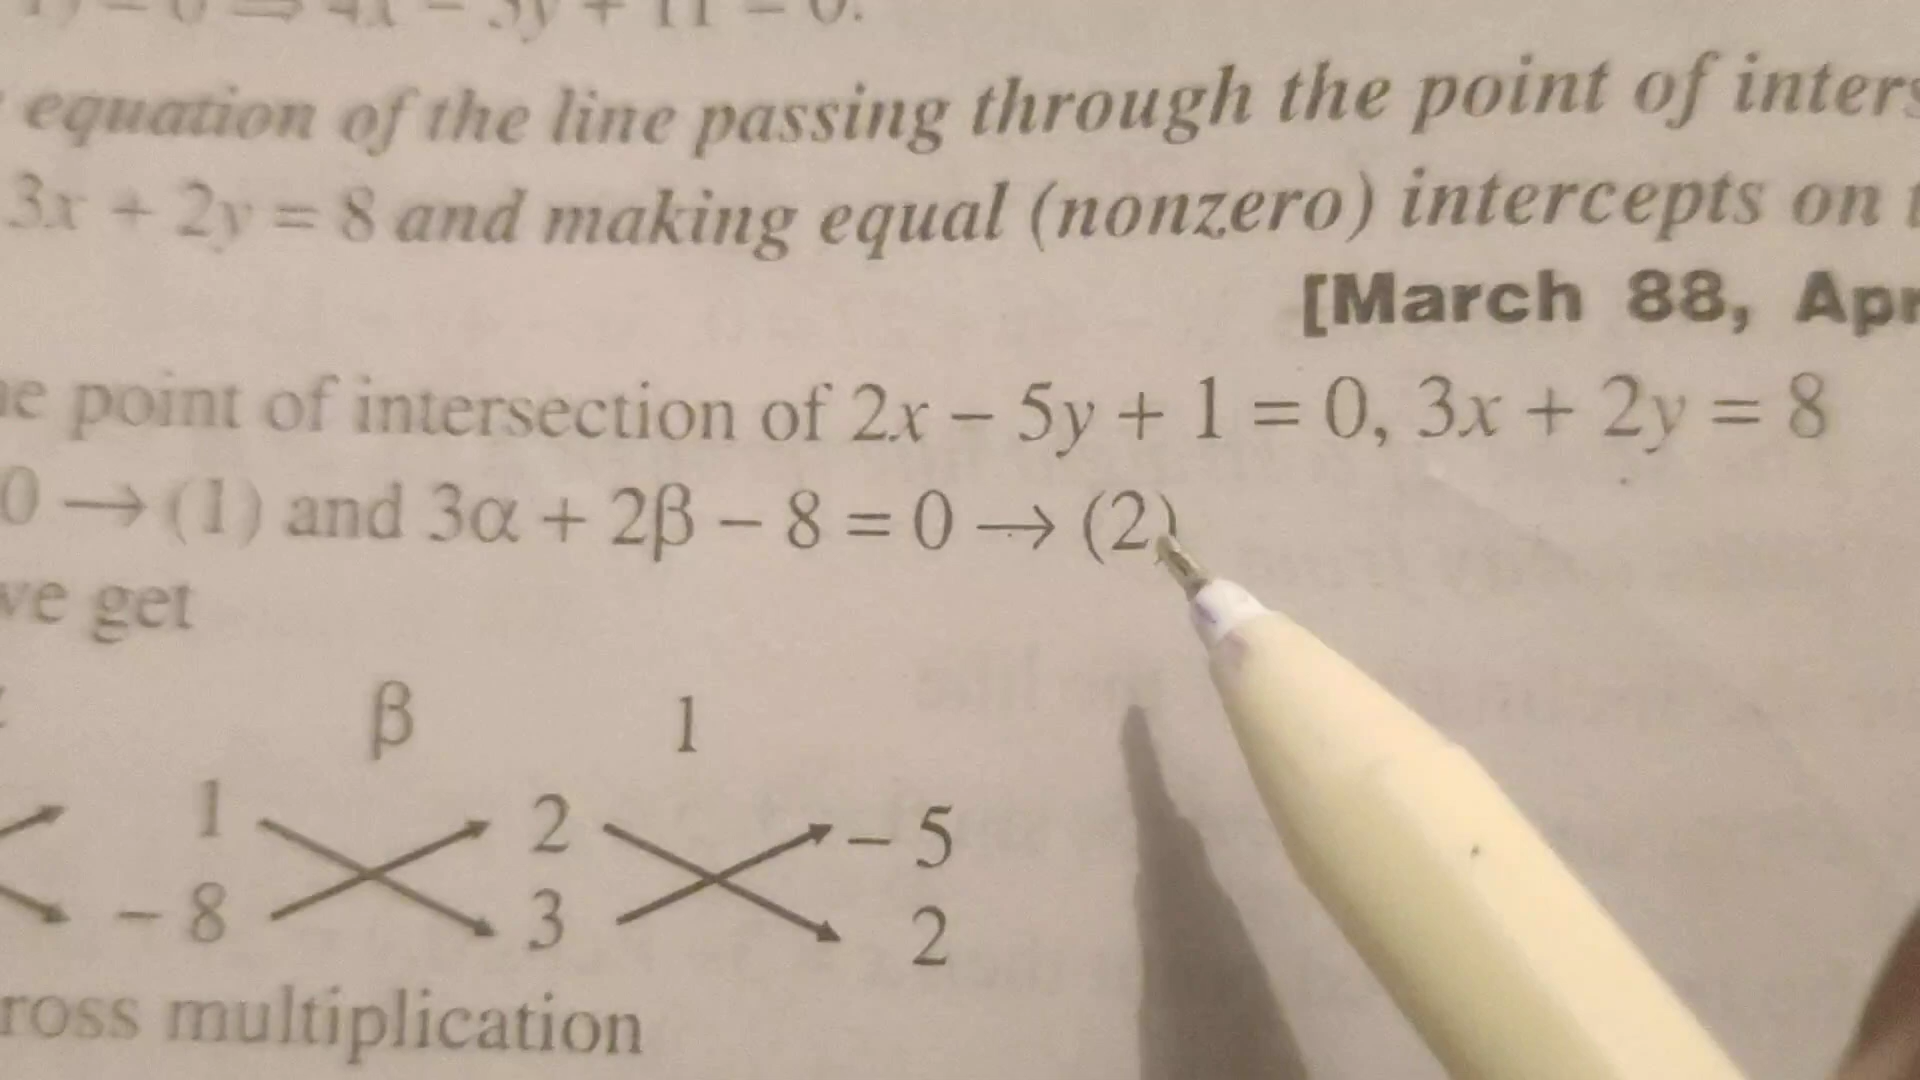 equation of the line passing through the point of inters
3x + 2y = 8 and making equal (nonzero) intercepts on t
[March 88, Apr
point of intersection of 2x – 5y + 1 = 0, 3x + 2y = 8
0 → (1) and 3α + 2β – 8 = 0 → (2)
we get
β 1
1 2 – 5
– 8 3 2
ross multiplication